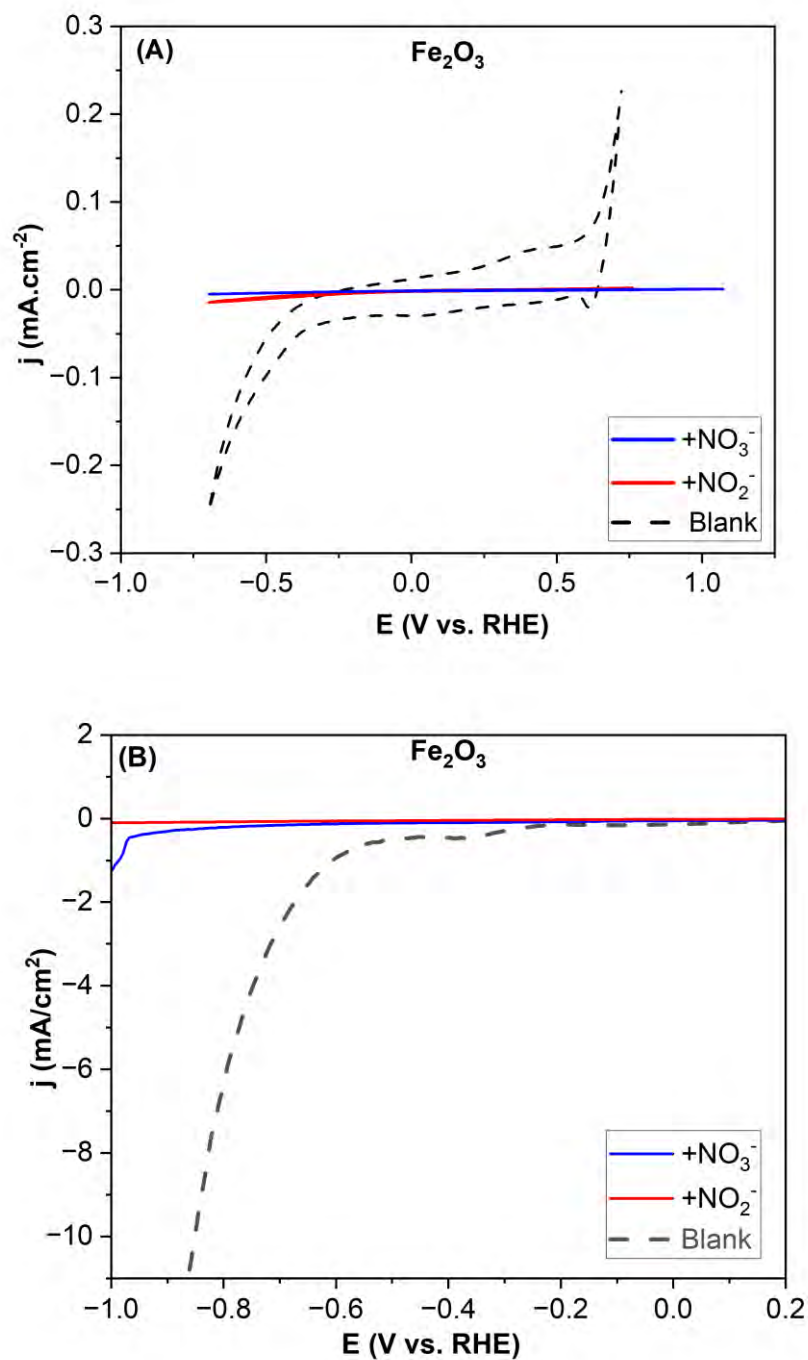 (A) Fe₂O₃
0.3
0.2
0.1
0.0
−0.1
−0.2
−0.3
j (mA.cm⁻²)
+NO₃⁻
+NO₂⁻
Blank
−1.0 −0.5 0.0 0.5 1.0
E (V vs. RHE)
(B) Fe₂O₃
2
0
−2
−4
−6
−8
−10
j (mA/cm²)
+NO₃⁻
+NO₂⁻
Blank
−1.0 −0.8 −0.6 −0.4 −0.2 0.0 0.2
E (V vs. RHE)